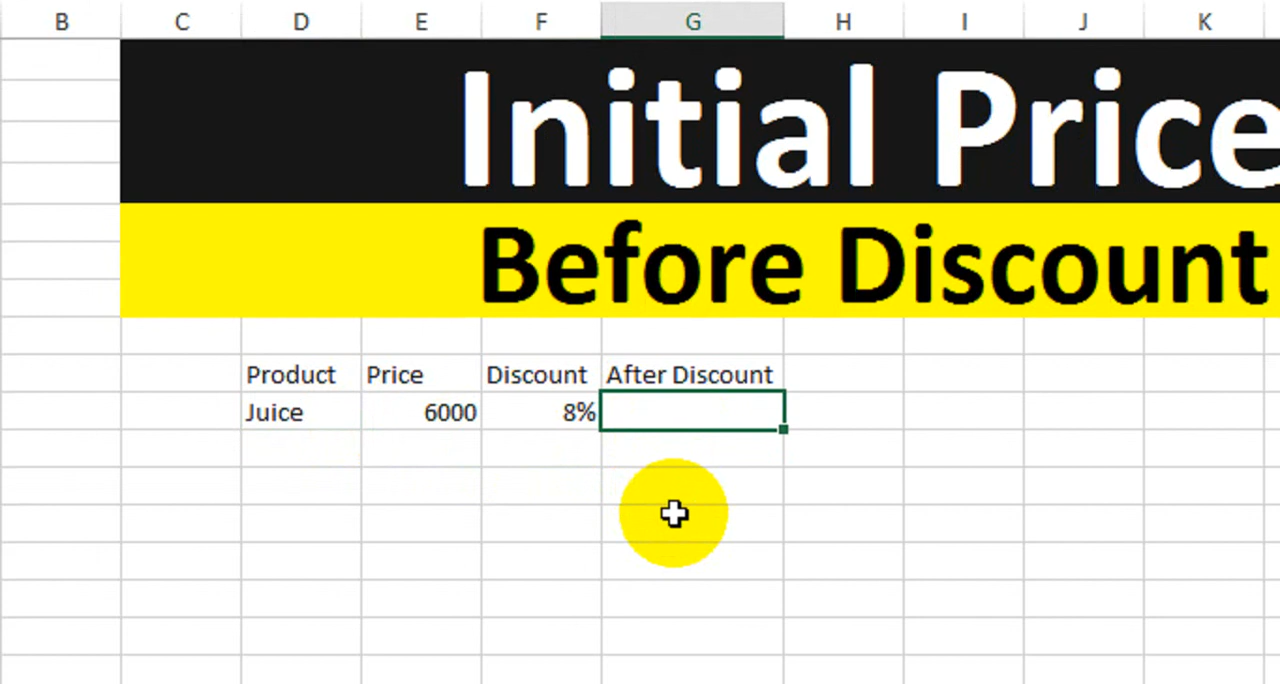 B C D E F G H I J K
Initial Price
Before Discount
Product Price Discount After Discount
Juice 6000 8%